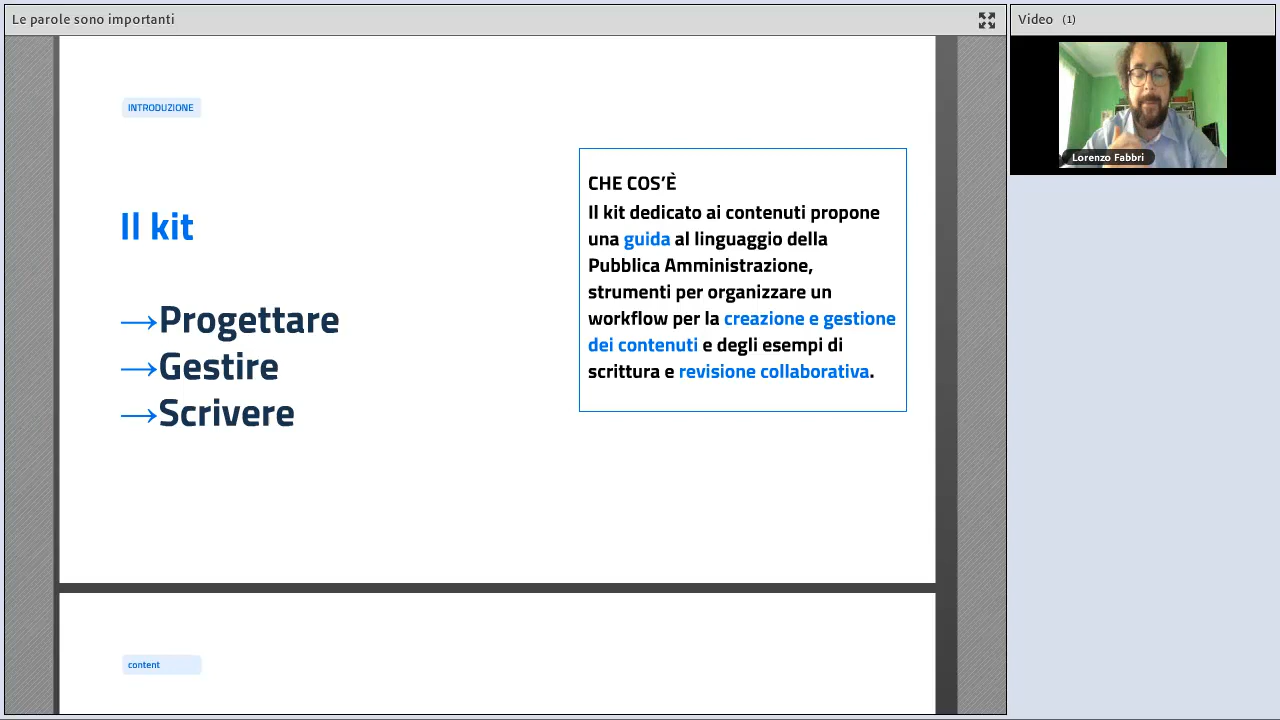 Le parole sono importanti
Video (1)
Lorenzo Fabbri
INTRODUZIONE
Il kit
→Progettare
→Gestire
→Scrivere
CHE COS'È
Il kit dedicato ai contenuti propone
una guida al linguaggio della
Pubblica Amministrazione,
strumenti per organizzare un
workflow per la creazione e gestione
dei contenuti e degli esempi di
scrittura e revisione collaborativa.
content